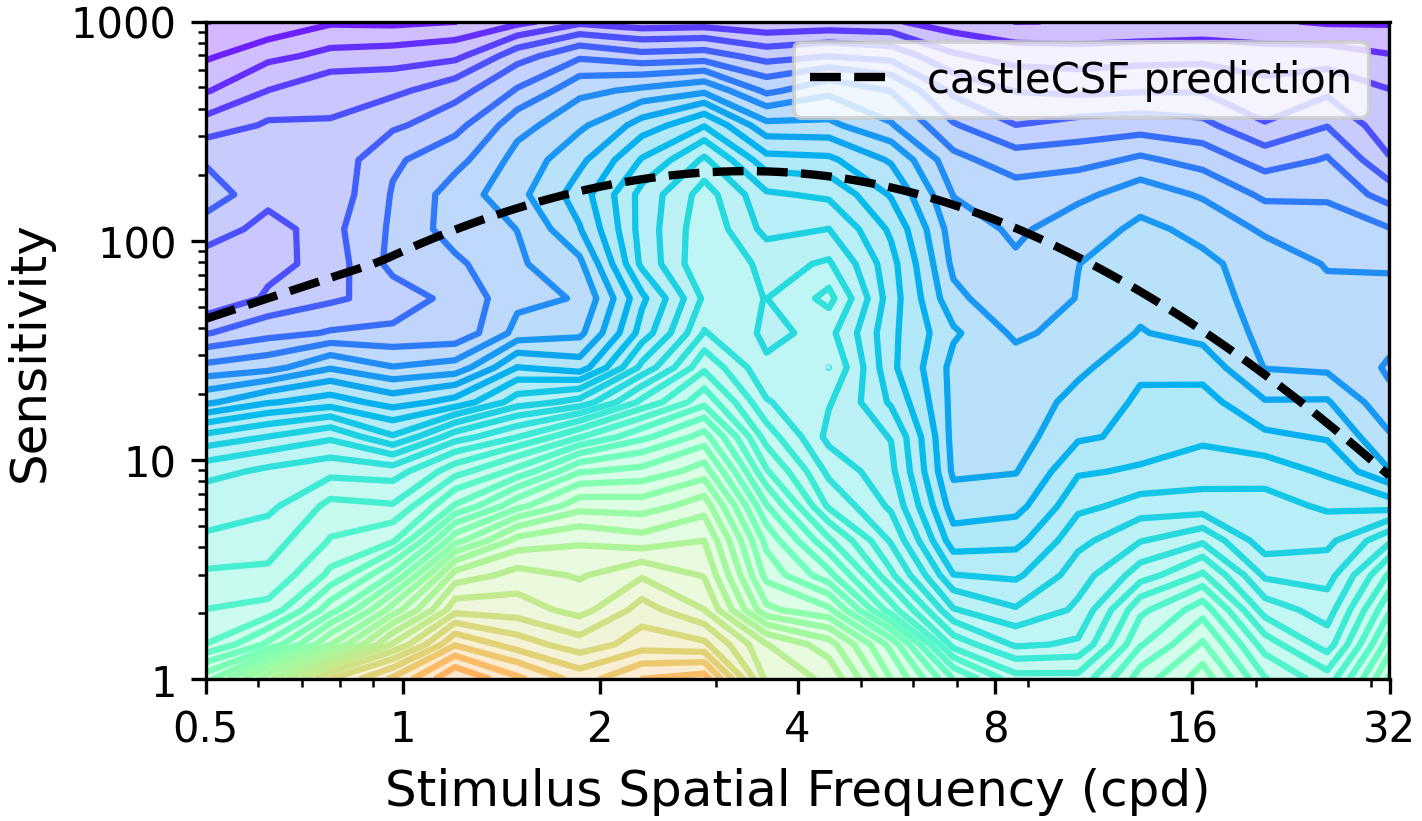 1000
castleCSF prediction
100
Sensitivity
10
1
0.5 1 2 4 8 16 32
Stimulus Spatial Frequency (cpd)